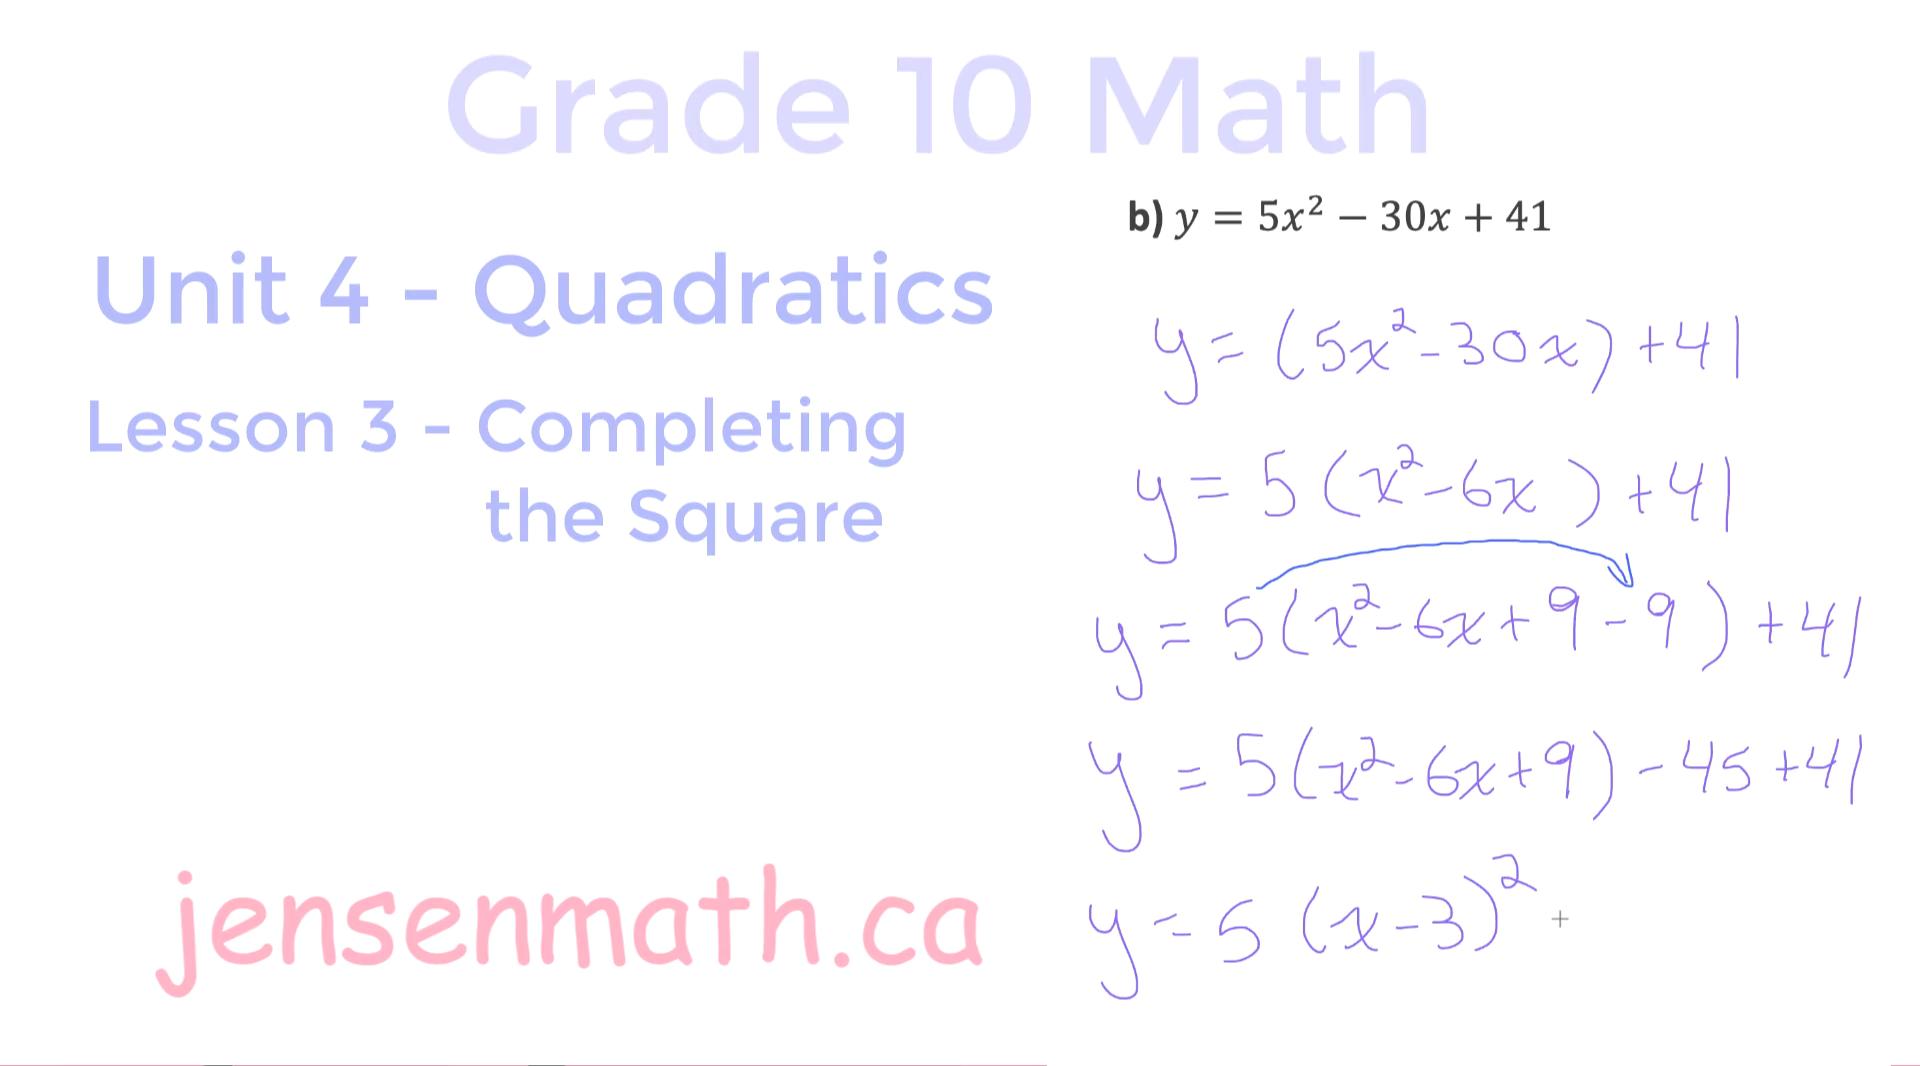 Grade 10 Math
Unit 4 - Quadratics
Lesson 3 - Completing
the Square
b) y = 5x² − 30x + 41
y = (5x² - 30x) + 41
y = 5(x² - 6x ) + 41
y = 5(x² - 6x + 9 - 9) + 41
y = 5(x² - 6x + 9) - 45 + 41
y = 5 (x - 3)²
jensenmath.ca